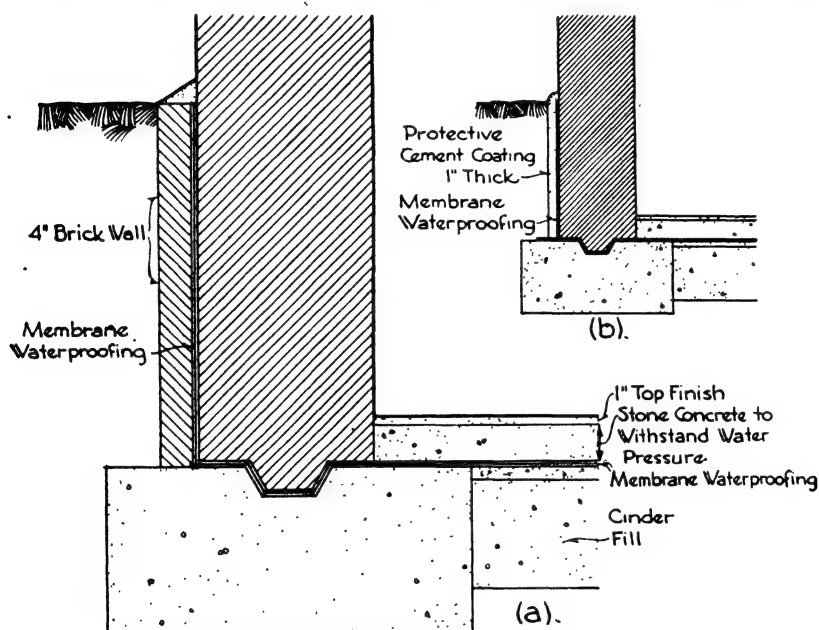 4" Brick Wall
Membrane
Waterproofing
Protective
Cement Coating
1" Thick
Membrane
Waterproofing
(b).
1" Top Finish
Stone Concrete to
Withstand Water
Pressure.
Membrane Waterproofing
Cinder
Fill
(a).